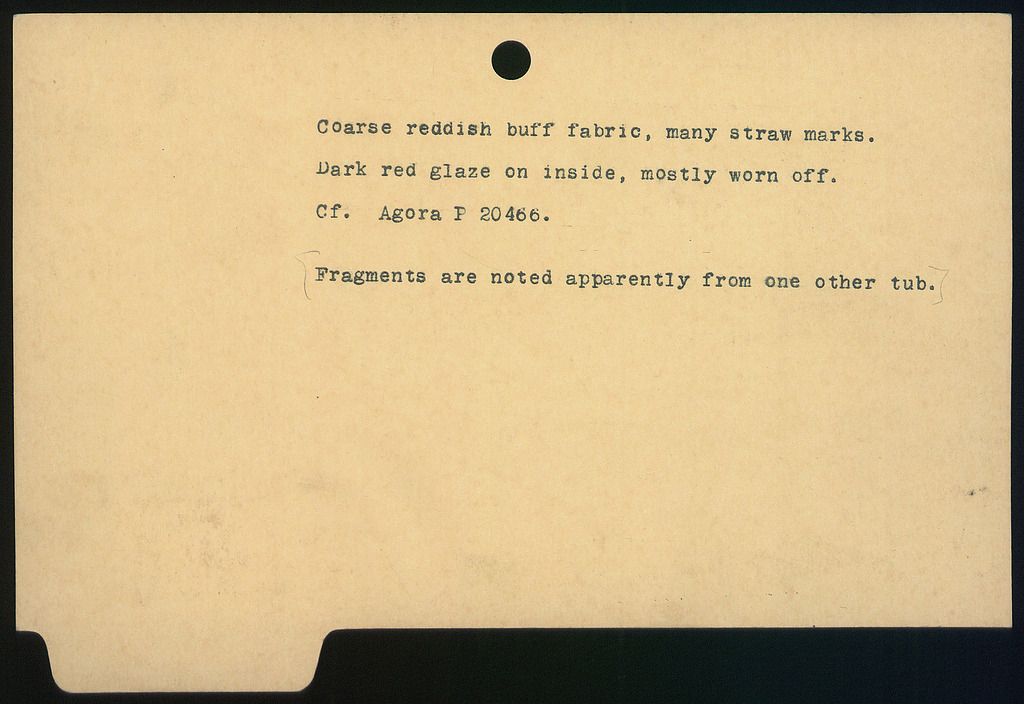 Coarse reddish buff fabric, many straw marks.
Dark red glaze on inside, mostly worn off.
Cf. Agora P 20466.
[Fragments are noted apparently from one other tub.]